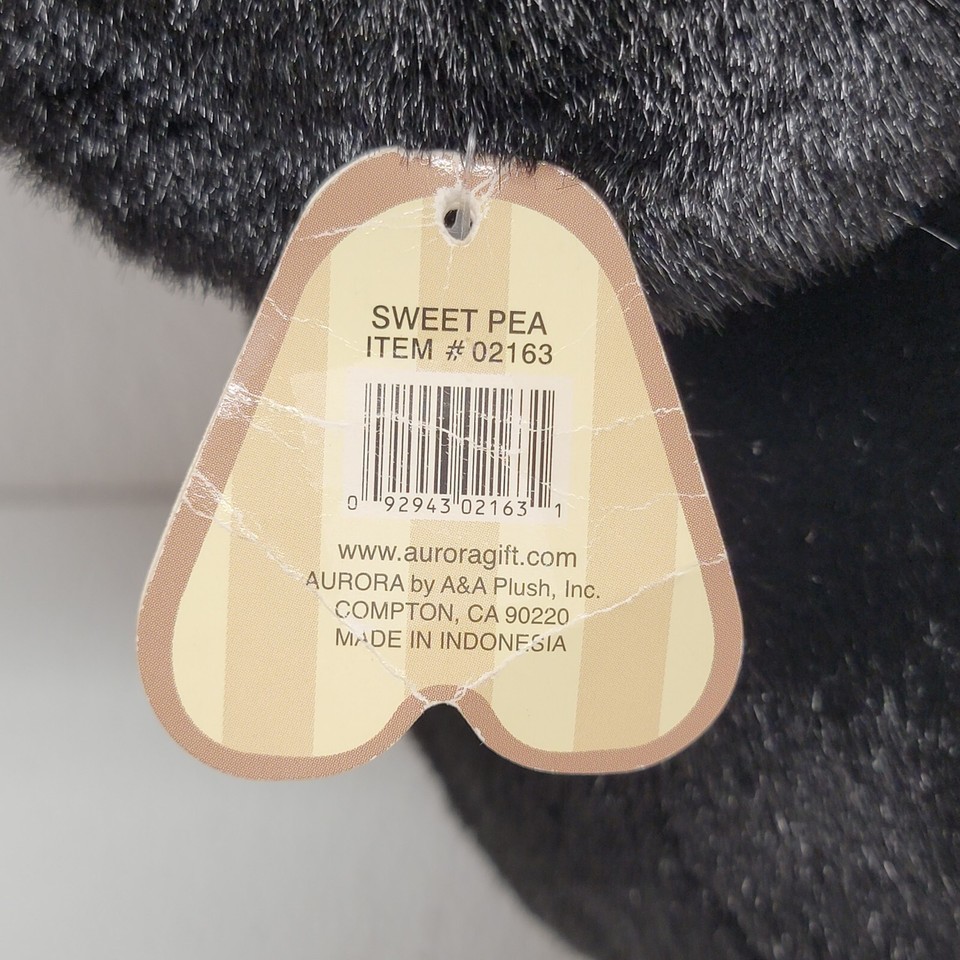 SWEET PEA
ITEM # 02163
0 92943 02163 1
www.auroragift.com
AURORA by A&A Plush, Inc.
COMPTON, CA 90220
MADE IN INDONESIA